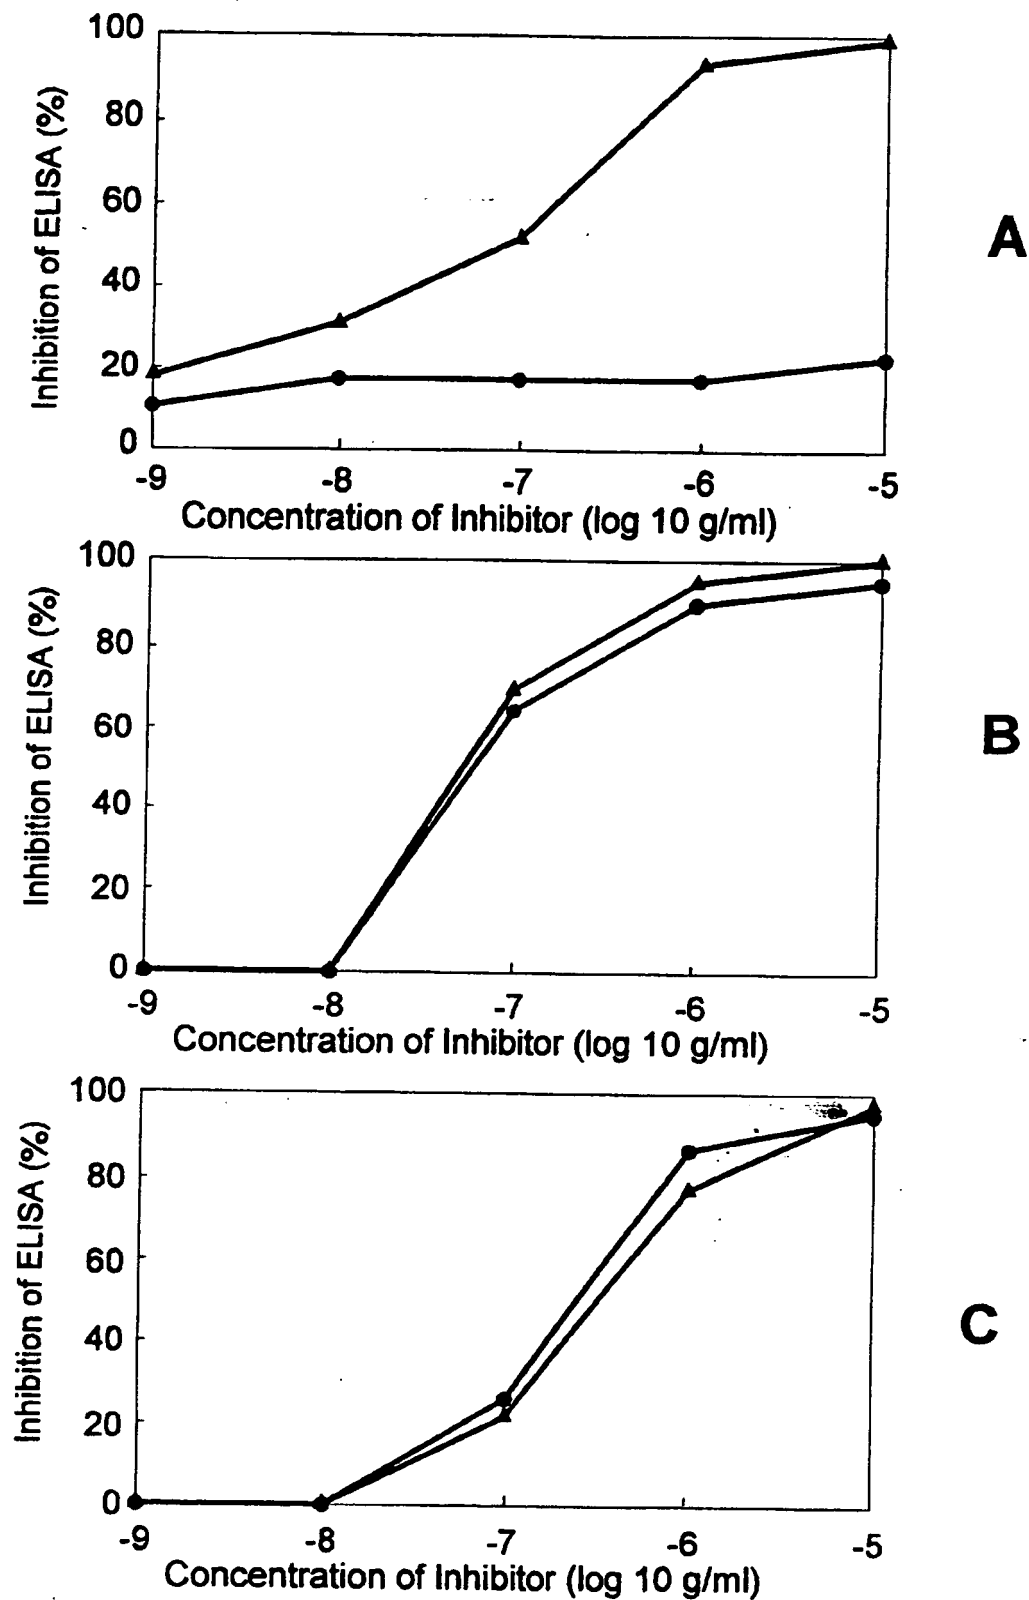 100
80
60
40
20
0
Inhibition of ELISA (%)
-9 -8 -7 -6 -5
Concentration of Inhibitor (log 10 g/ml)
A
100
80
60
40
20
0
Inhibition of ELISA (%)
-9 -8 -7 -6 -5
Concentration of Inhibitor (log 10 g/ml)
B
100
80
60
40
20
0
Inhibition of ELISA (%)
-9 -8 -7 -6 -5
Concentration of Inhibitor (log 10 g/ml)
C